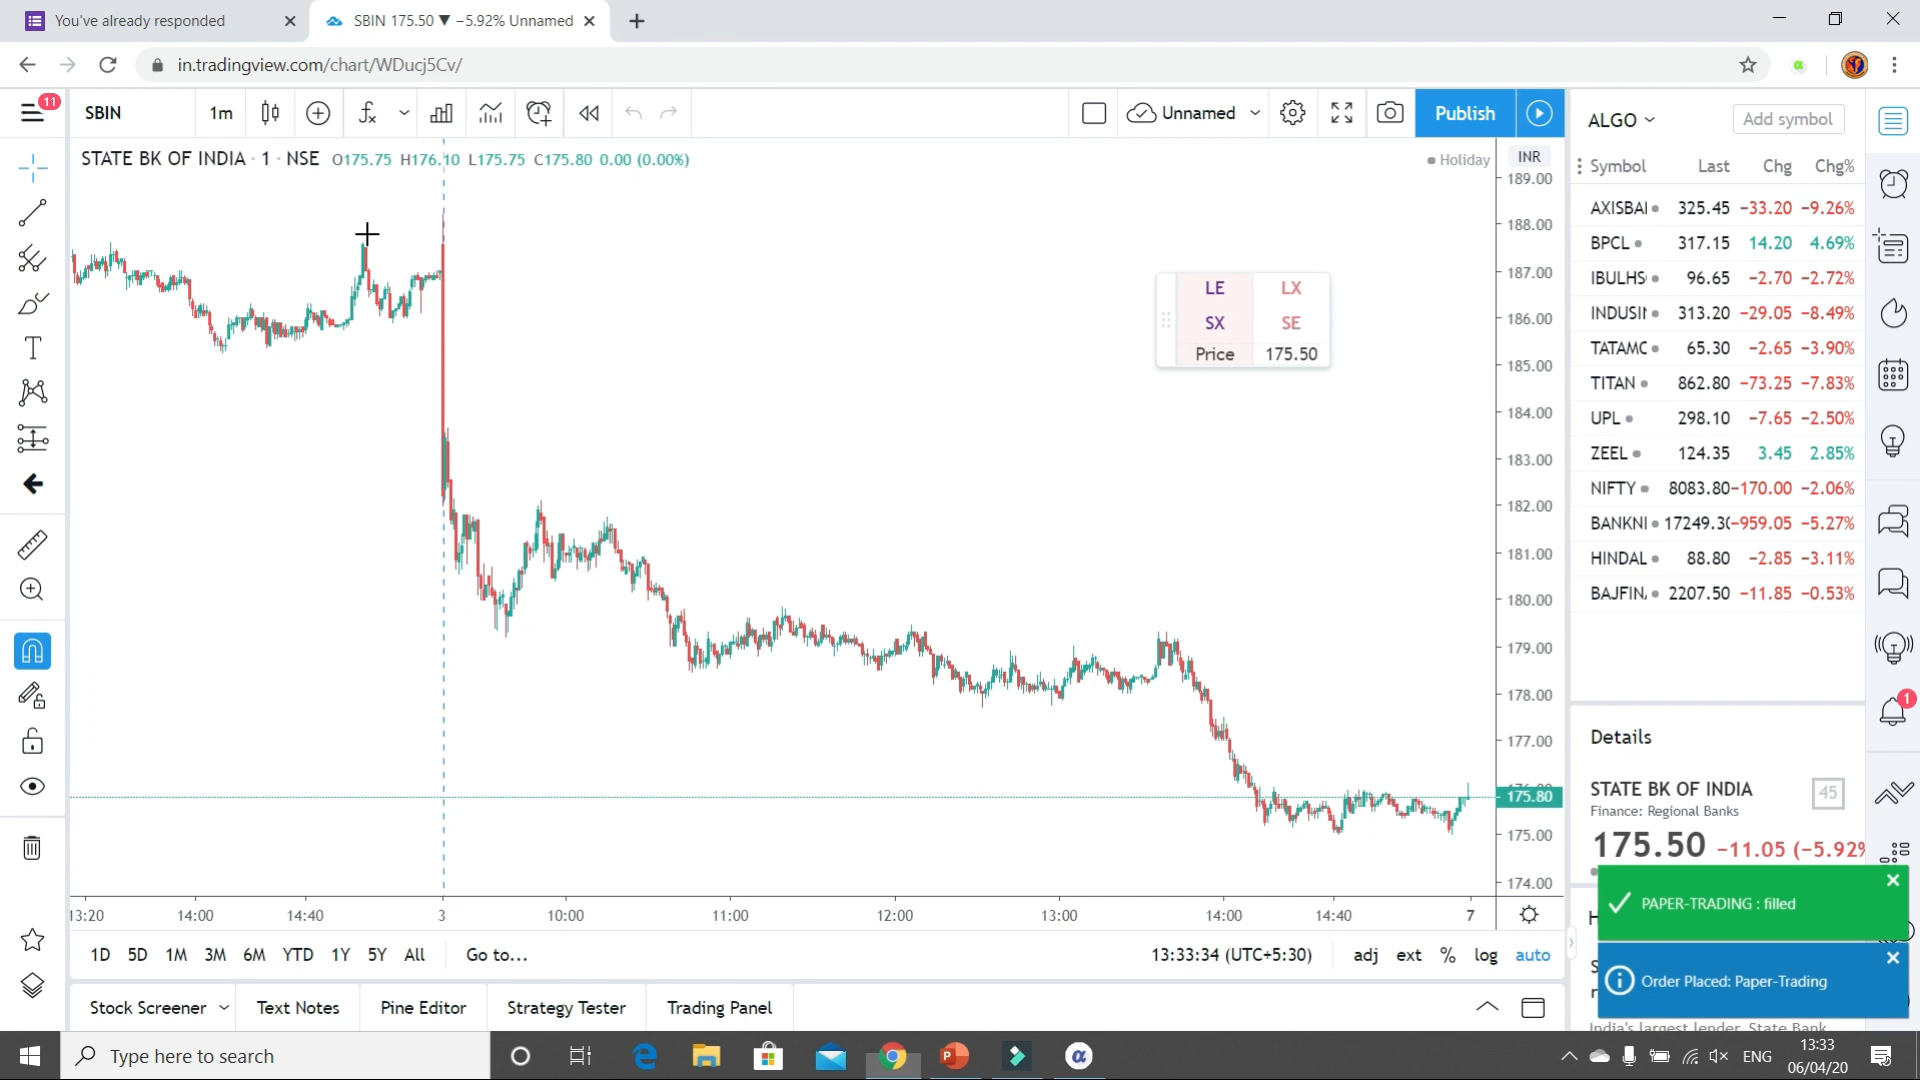 You've already responded
SBIN 175.50 ▼ −5.92% Unnamed
in.tradingview.com/chart/WDucj5Cv/
11
SBIN
1m
Unnamed
Publish
STATE BK OF INDIA · 1 · NSE O175.75 H176.10 L175.75 C175.80 0.00 (0.00%)
Holiday
INR
189.00
188.00
187.00
186.00
185.00
184.00
183.00
182.00
181.00
180.00
179.00
178.00
177.00
175.80
175.00
174.00
LE LX
SX SE
Price 175.50
13:20 14:00 14:40 3 10:00 11:00 12:00 13:00 14:00 14:40 7
1D 5D 1M 3M 6M YTD 1Y 5Y All Go to...
13:33:34 (UTC+5:30) adj ext % log auto
Stock Screener Text Notes Pine Editor Strategy Tester Trading Panel
ALGO
Add symbol
Symbol Last Chg Chg%
AXISBAI 325.45 −33.20 −9.26%
BPCL 317.15 14.20 4.69%
IBULHS 96.65 −2.70 −2.72%
INDUSI 313.20 −29.05 −8.49%
TATAMC 65.30 −2.65 −3.90%
TITAN 862.80 −73.25 −7.83%
UPL 298.10 −7.65 −2.50%
ZEEL 124.35 3.45 2.85%
NIFTY 8083.80 −170.00 −2.06%
BANKNI 17249.3 −959.05 −5.27%
HINDAL 88.80 −2.85 −3.11%
BAJFIN 2207.50 −11.85 −0.53%
1
Details
STATE BK OF INDIA
45
Finance: Regional Banks
175.50 −11.05 (−5.92%
PAPER-TRADING : filled
Order Placed: Paper-Trading
India's largest lender, State Bank
Type here to search
ENG
13:33
06/04/20